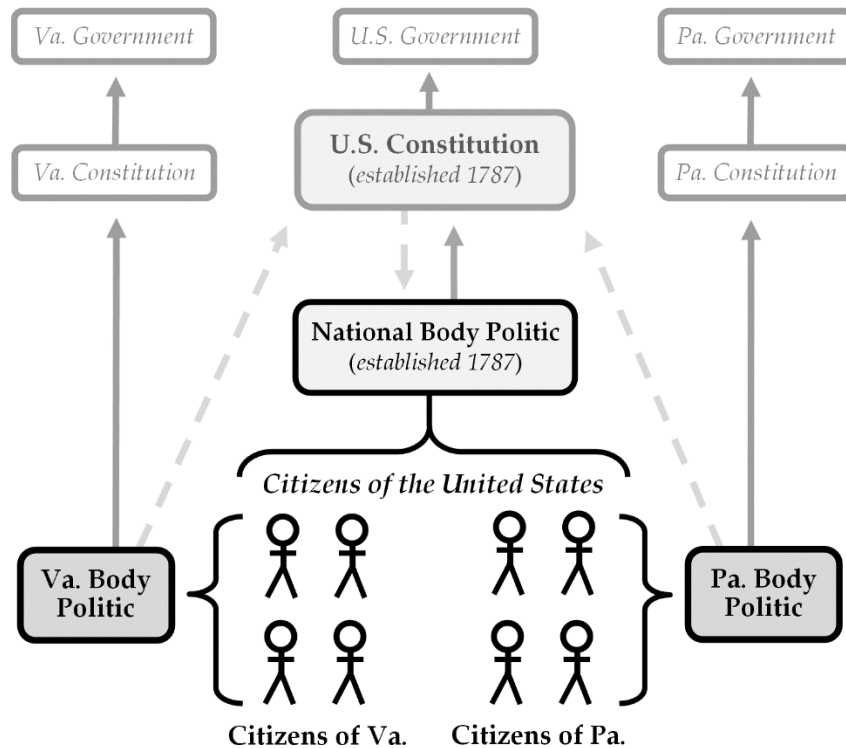 Va. Government
U.S. Government
Pa. Government
U.S. Constitution
(established 1787)
Va. Constitution
Pa. Constitution
National Body Politic
(established 1787)
Citizens of the United States
Va. Body
Politic
Pa. Body
Politic
Citizens of Va.
Citizens of Pa.